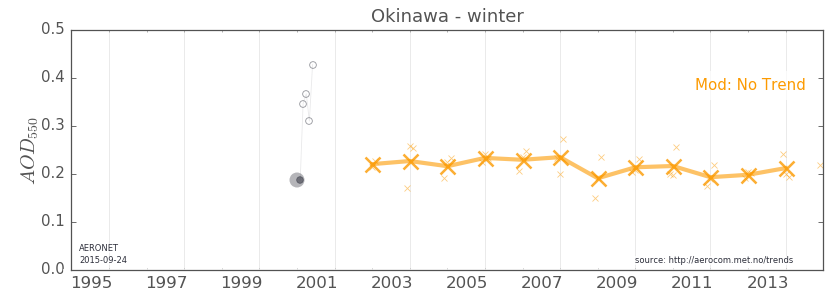 Okinawa - winter
0.5
0.4
0.3
0.2
0.1
0.0
AOD550
Mod: No Trend
AERONET
2015-09-24
source: http://aerocom.met.no/trends
1995 1997 1999 2001 2003 2005 2007 2009 2011 2013